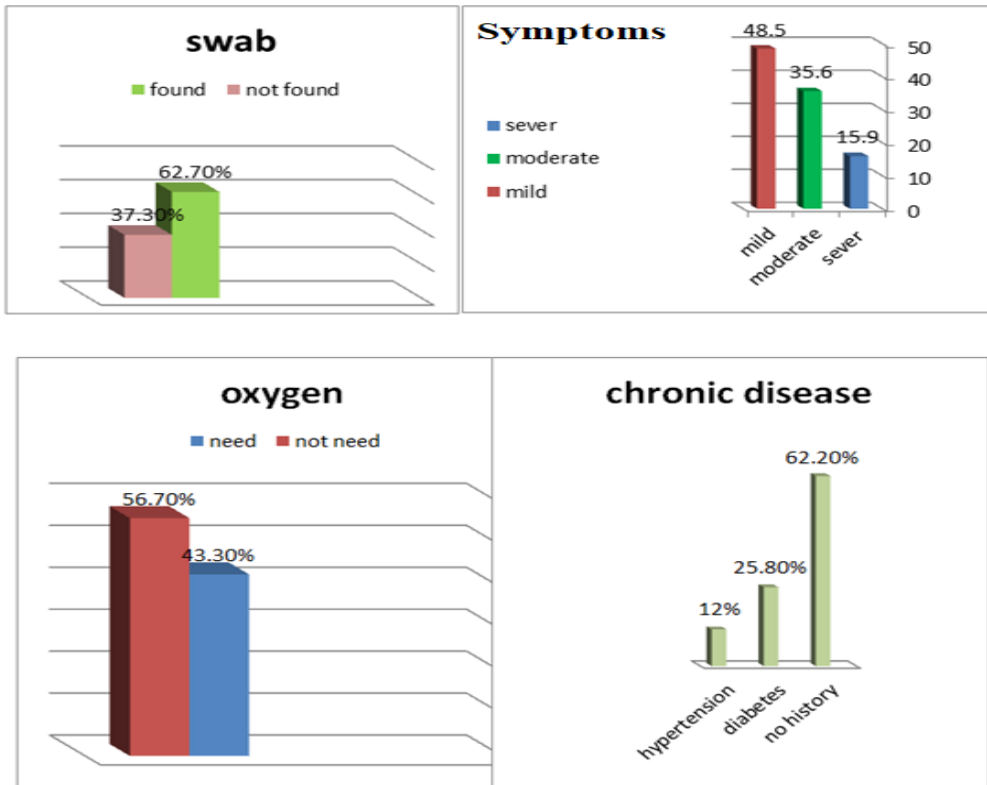 swab
found not found
62.70%
37.30%
Symptoms
sever
moderate
mild
48.5
35.6
15.9
50
40
30
20
10
0
mild
moderate
sever
oxygen
need not need
56.70%
43.30%
chronic disease
62.20%
25.80%
12%
hypertension
diabetes
no history